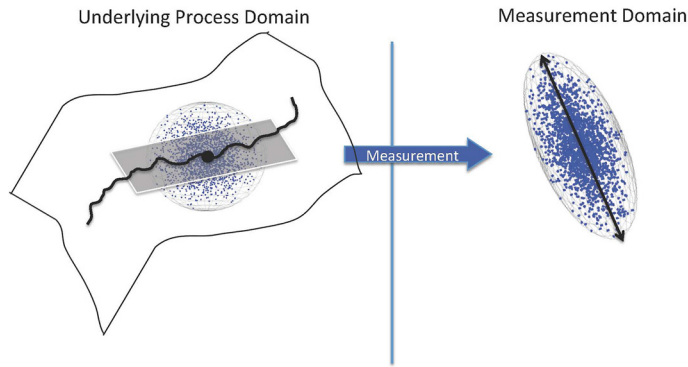 Underlying Process Domain
Measurement Domain
Measurement